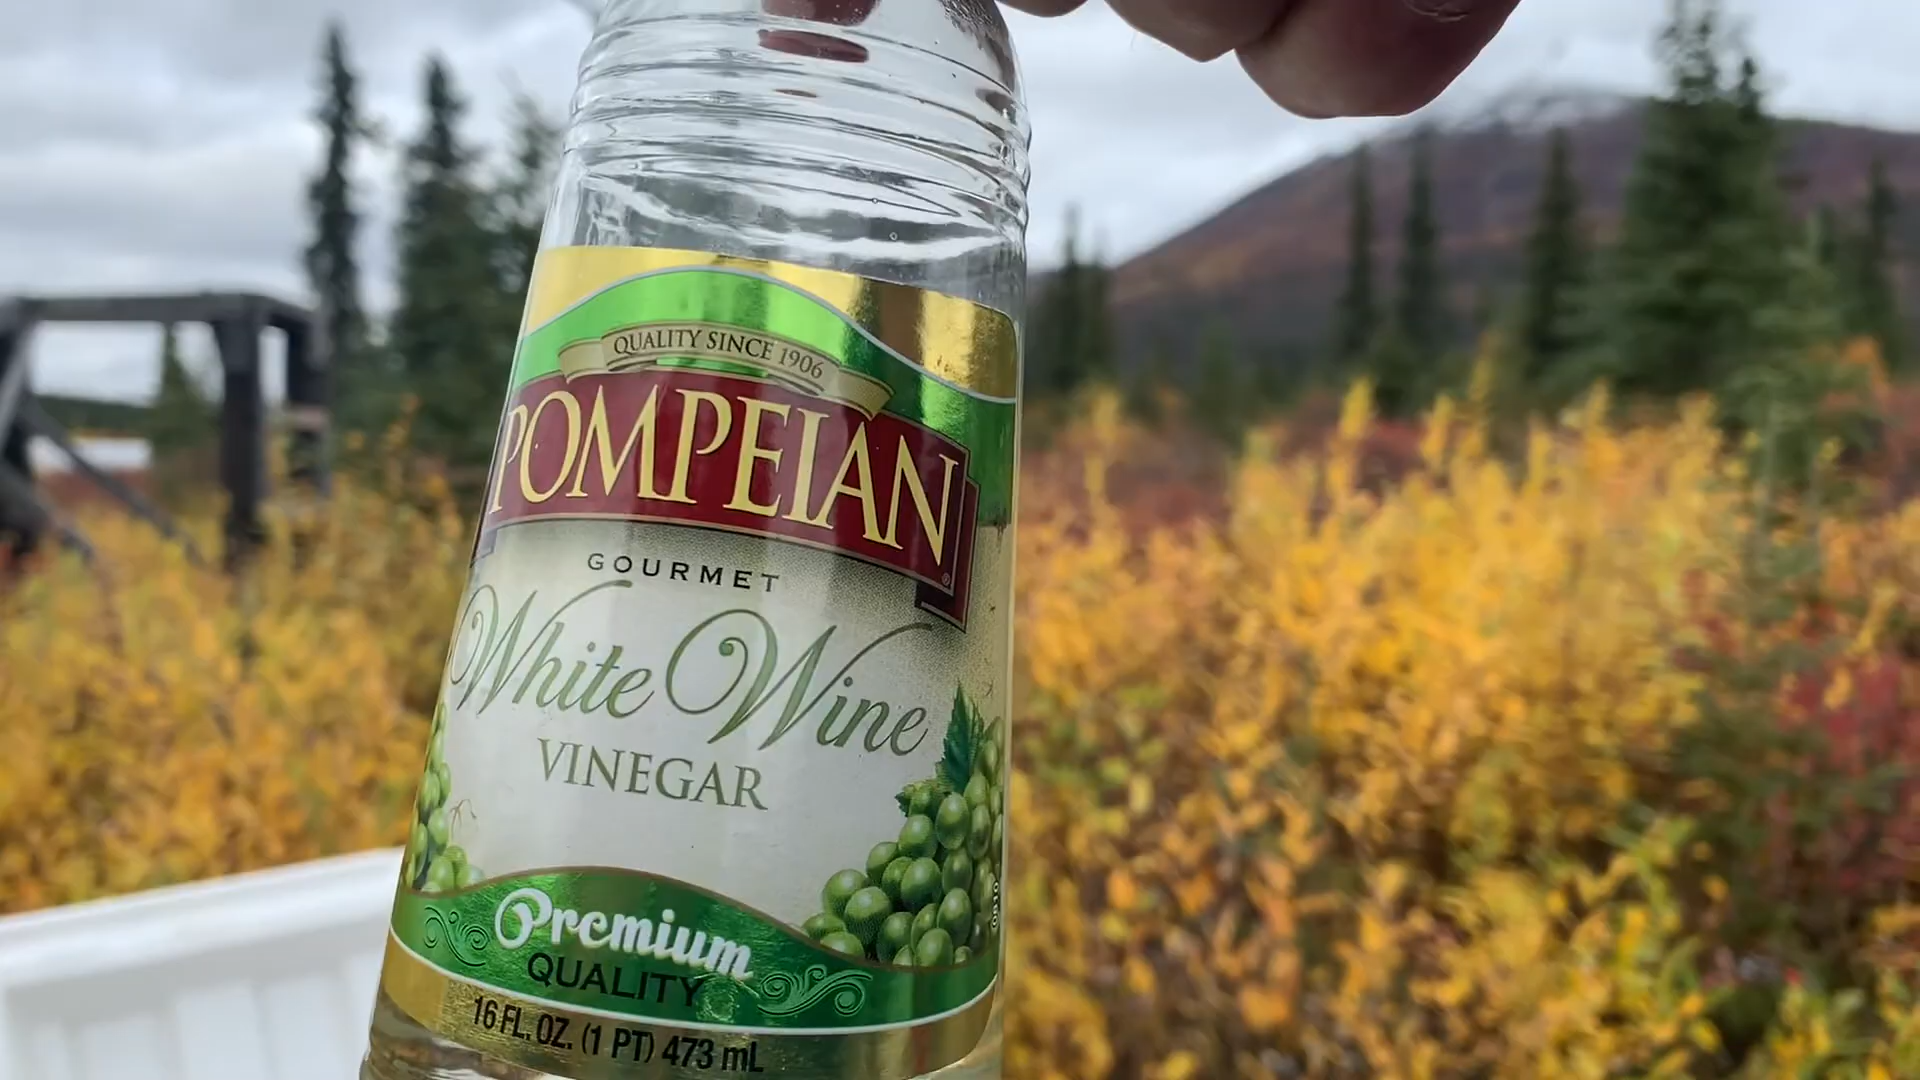 QUALITY SINCE 1906
POMPEIAN®
GOURMET
White Wine
VINEGAR
Premium
QUALITY
16 FL. OZ. (1 PT) 473 mL